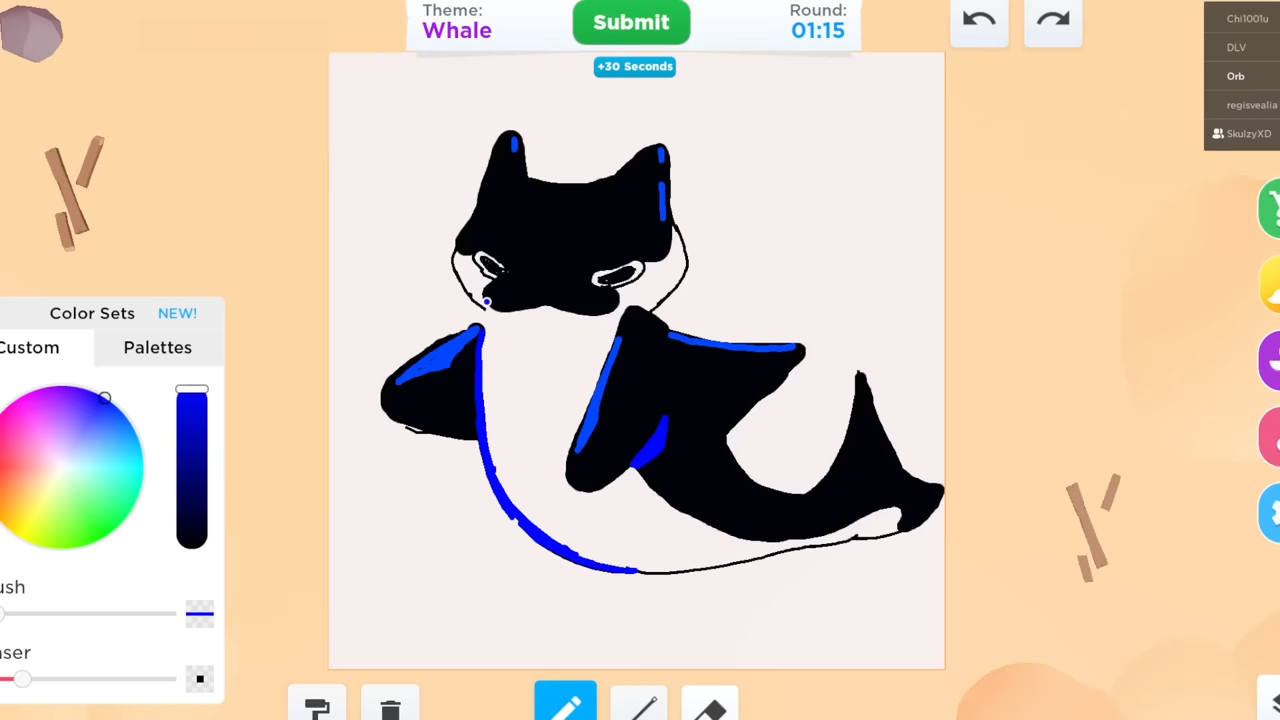 Theme:
Whale
Submit
Round:
01:15
+30 Seconds
Chi1001u
DLV
Orb
regisvealia
SkulzyXD
Color Sets NEW!
Custom
Palettes
ush
aser